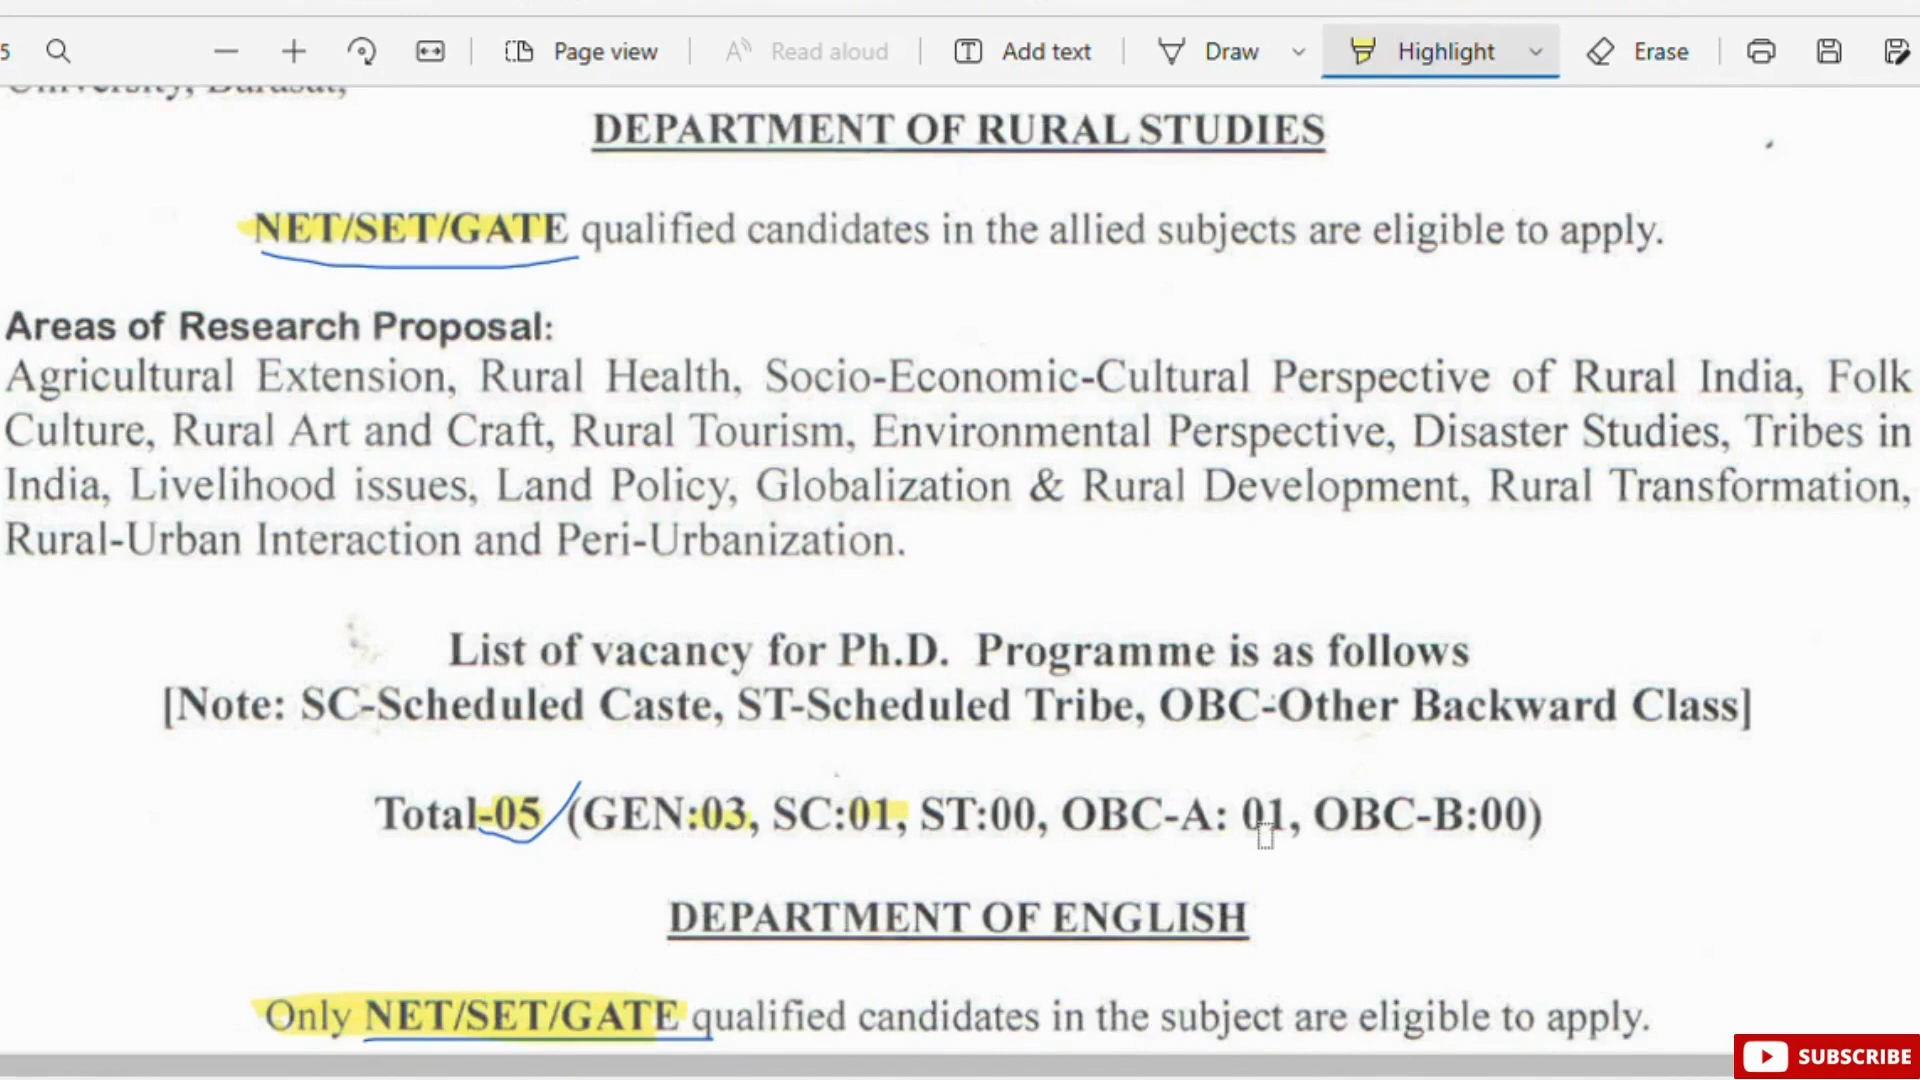 5 Page view Read aloud Add text Draw Highlight Erase
University, Barasat,
DEPARTMENT OF RURAL STUDIES
NET/SET/GATE qualified candidates in the allied subjects are eligible to apply.
Areas of Research Proposal:
Agricultural Extension, Rural Health, Socio-Economic-Cultural Perspective of Rural India, Folk
Culture, Rural Art and Craft, Rural Tourism, Environmental Perspective, Disaster Studies, Tribes in
India, Livelihood issues, Land Policy, Globalization & Rural Development, Rural Transformation,
Rural-Urban Interaction and Peri-Urbanization.
List of vacancy for Ph.D. Programme is as follows
[Note: SC-Scheduled Caste, ST-Scheduled Tribe, OBC-Other Backward Class]
Total-05 (GEN:03, SC:01, ST:00, OBC-A: 01, OBC-B:00)
DEPARTMENT OF ENGLISH
Only NET/SET/GATE qualified candidates in the subject are eligible to apply.
SUBSCRIBE